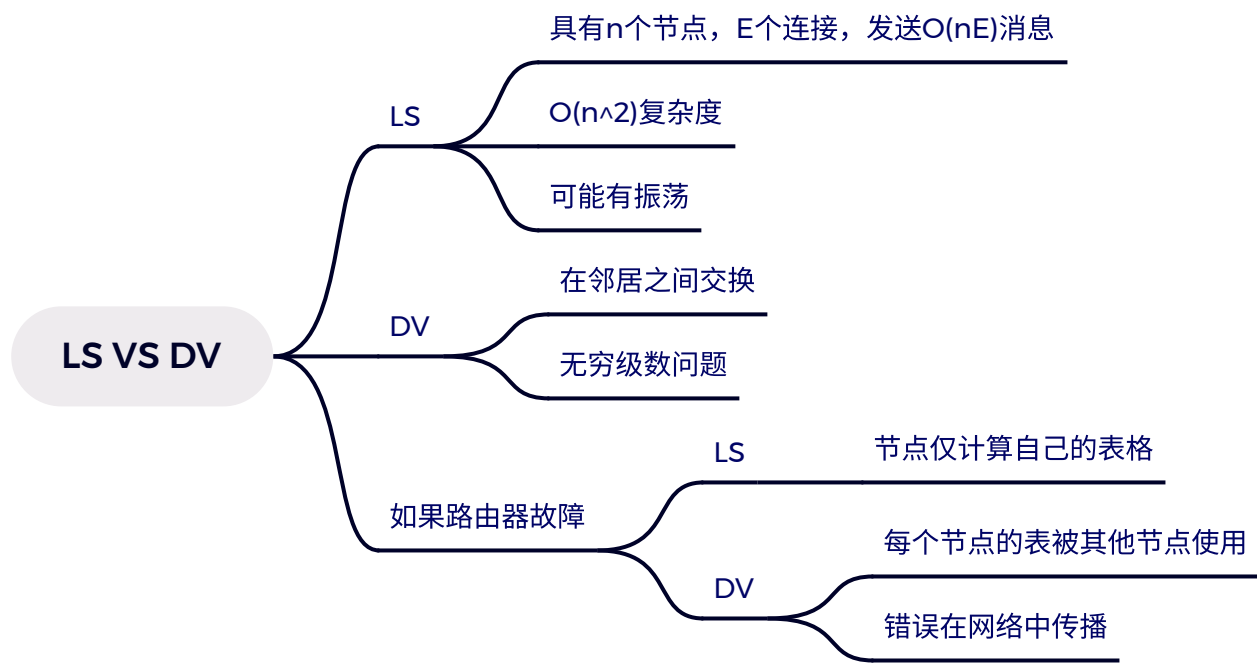 具有n个节点，E个连接，发送O(nE)消息
LS
O(n^2)复杂度
可能有振荡
在邻居之间交换
DV
无穷级数问题
LS VS DV
LS
节点仅计算自己的表格
如果路由器故障
每个节点的表被其他节点使用
DV
错误在网络中传播